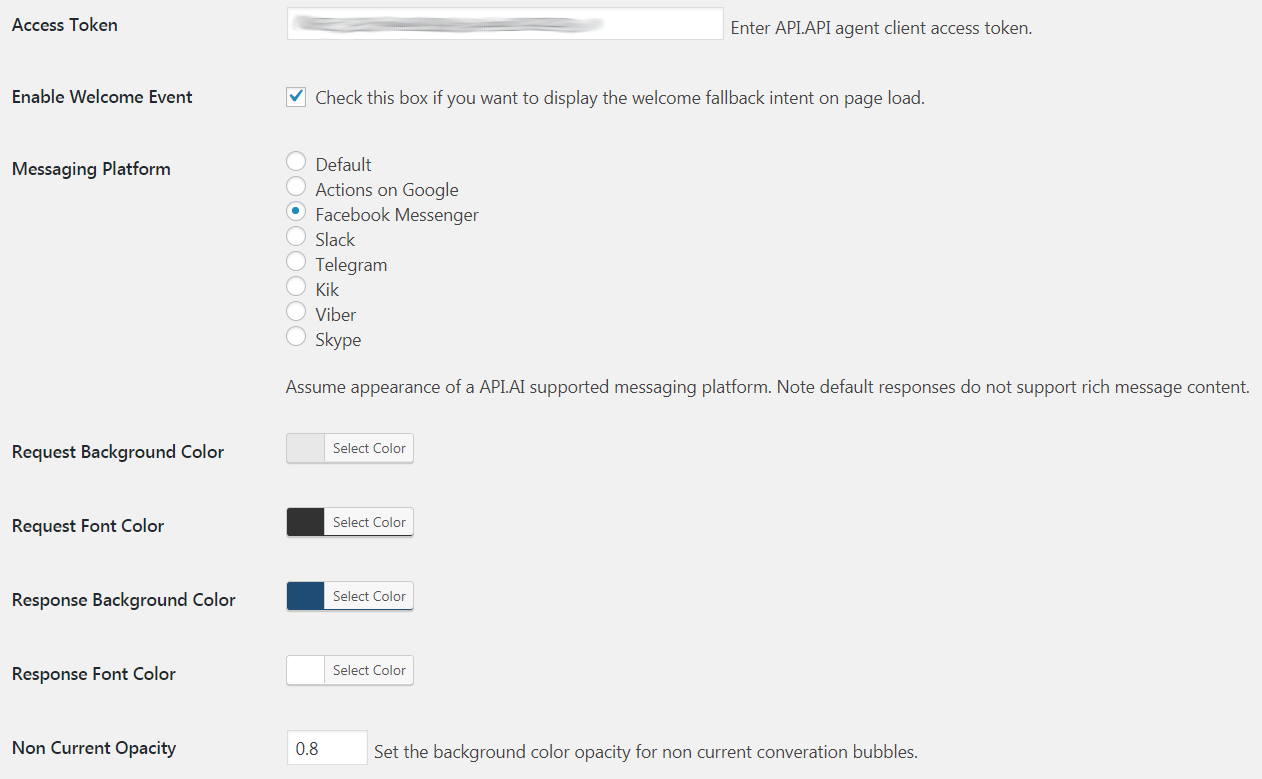 Access Token
Enter API.API agent client access token.
Enable Welcome Event
Check this box if you want to display the welcome fallback intent on page load.
Messaging Platform
Default
Actions on Google
Facebook Messenger
Slack
Telegram
Kik
Viber
Skype
Assume appearance of a API.AI supported messaging platform. Note default responses do not support rich message content.
Request Background Color
Select Color
Request Font Color
Select Color
Response Background Color
Select Color
Response Font Color
Select Color
Non Current Opacity
0.8
Set the background color opacity for non current converation bubbles.